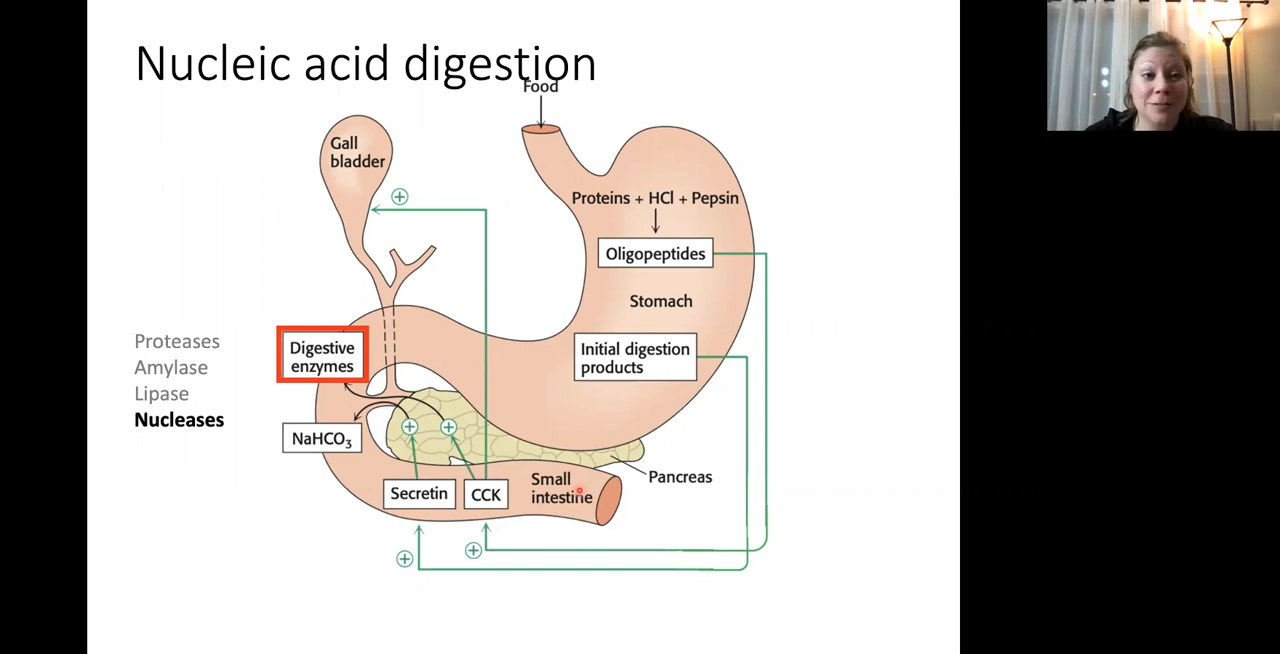 Nucleic acid digestion
Food
Gall
bladder
+
Proteins + HCl + Pepsin
Oligopeptides
Stomach
Initial digestion
products
Proteases
Amylase
Lipase
Nucleases
Digestive
enzymes
NaHCO₃
+
+
Secretin
CCK
Small
intestine
Pancreas
+
+